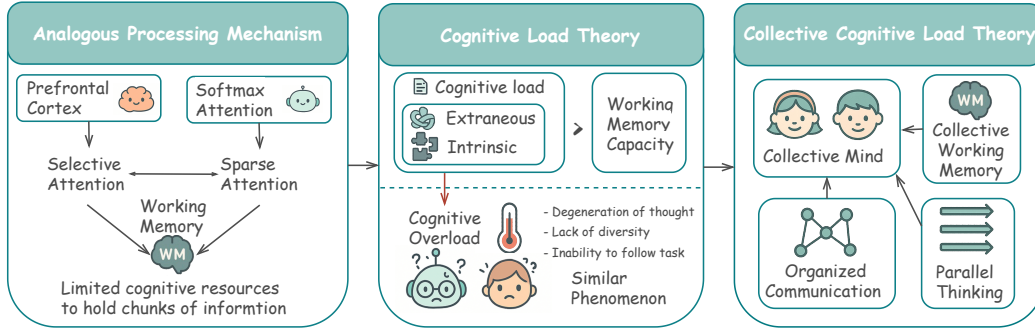 Analogous Processing Mechanism
Prefrontal
Cortex
Softmax
Attention
Selective
Attention
Sparse
Attention
Working
Memory
WM
Limited cognitive resources
to hold chunks of informtion
Cognitive Load Theory
Cognitive load
Extraneous
Intrinsic
>
Working
Memory
Capacity
Cognitive
Overload
- Degeneration of thought
- Lack of diversity
- Inability to follow task
? ? ? ?
? ? ? ?
Similar
Phenomenon
Collective Cognitive Load Theory
Collective Mind
WM
Collective
Working
Memory
Organized
Communication
Parallel
Thinking